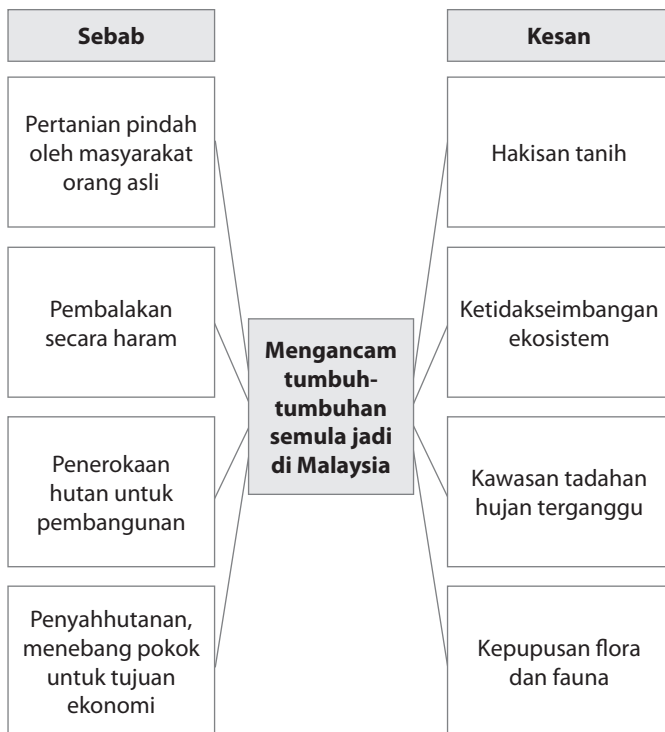 Sebab
Pertanian pindah
oleh masyarakat
orang asli
Pembalakan
secara haram
Penerokaan
hutan untuk
pembangunan
Penyahhutanan,
menebang pokok
untuk tujuan
ekonomi
Mengancam
tumbuh-
tumbuhan
semula jadi
di Malaysia
Kesan
Hakisan tanih
Ketidakseimbangan
ekosistem
Kawasan tadahan
hujan terganggu
Kepupusan flora
dan fauna